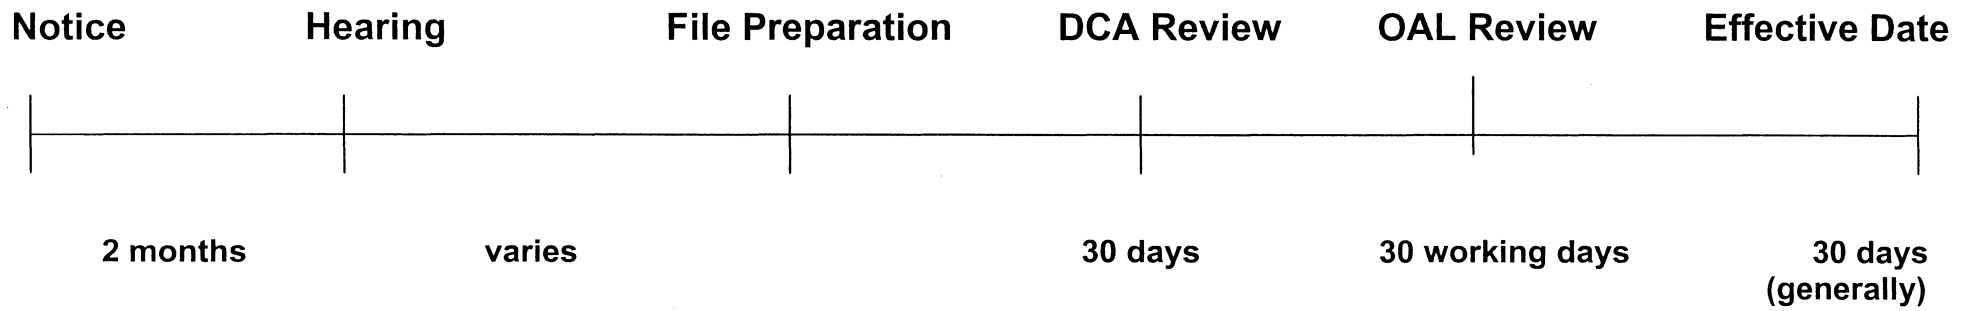 Notice Hearing File Preparation DCA Review OAL Review Effective Date
2 months varies 30 days 30 working days 30 days
(generally)